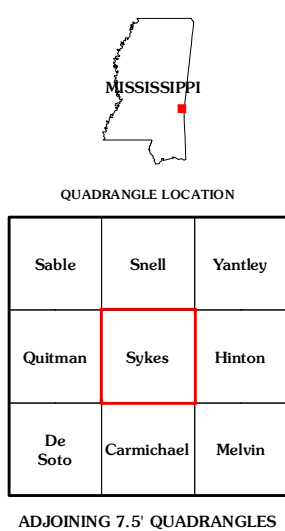 MISSISSIPPI
QUADRANGLE LOCATION
Sable Snell Yantley
Quitman Sykes Hinton
De
Soto Carmichael Melvin
ADJOINING 7.5' QUADRANGLES